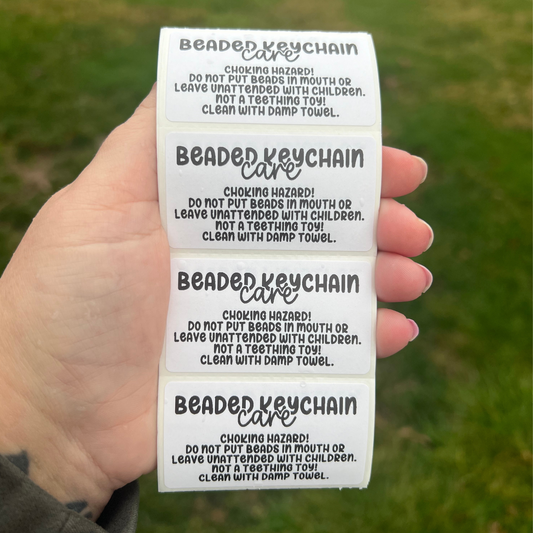 BEADED KEYCHAIN
care
CHOKING HAZARD!
DO NOT PUT BEADS IN MOUTH OR
LEAVE UNATTENDED WITH CHILDREN.
NOT A TEETHING TOY!
CLEAN WITH DAMP TOWEL.
BEADED KEYCHAIN
care
CHOKING HAZARD!
DO NOT PUT BEADS IN MOUTH OR
LEAVE UNATTENDED WITH CHILDREN.
NOT A TEETHING TOY!
CLEAN WITH DAMP TOWEL.
BEADED KEYCHAIN
care
CHOKING HAZARD!
DO NOT PUT BEADS IN MOUTH OR
LEAVE UNATTENDED WITH CHILDREN.
NOT A TEETHING TOY!
CLEAN WITH DAMP TOWEL.
BEADED KEYCHAIN
care
CHOKING HAZARD!
DO NOT PUT BEADS IN MOUTH OR
LEAVE UNATTENDED WITH CHILDREN.
NOT A TEETHING TOY!
CLEAN WITH DAMP TOWEL.